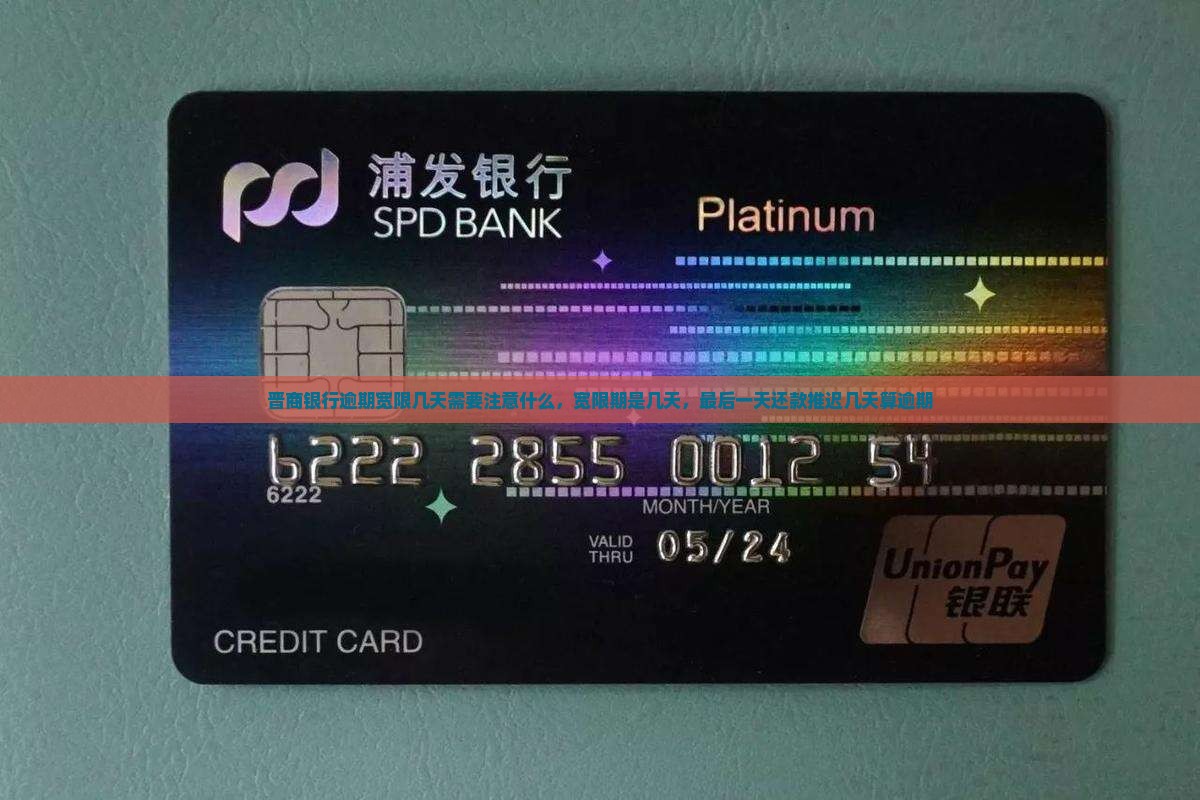 浦发银行
SPD BANK
Platinum
晋商银行逾期宽限几天需要注意什么，宽限期是几天，最后一天还款推迟几天算逾期
6222 2855 0012 54
6222
MONTH/YEAR
VALID THRU 05/24
UnionPay
银联
CREDIT CARD